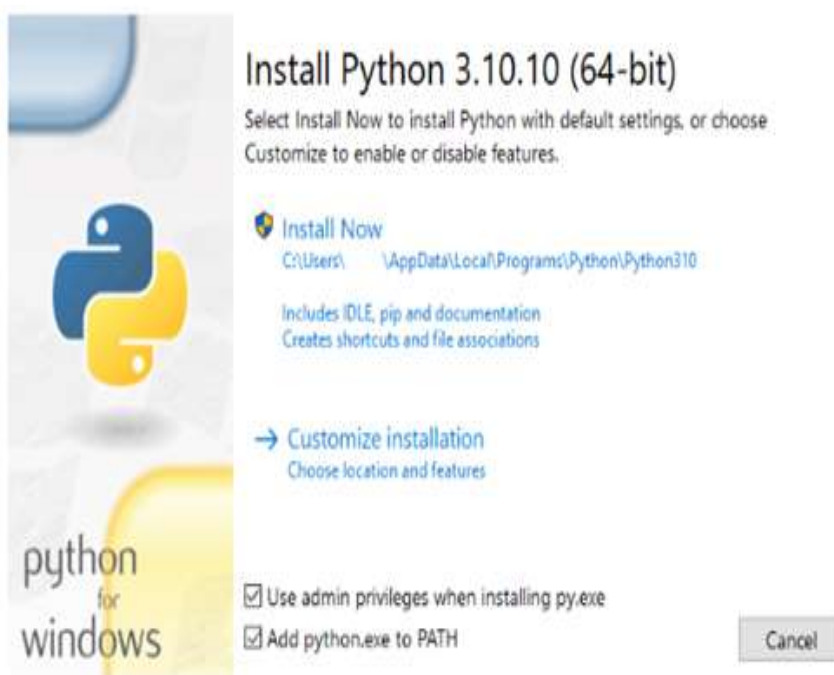 Install Python 3.10.10 (64-bit)
Select Install Now to install Python with default settings, or choose
Customize to enable or disable features.
Install Now
C:\Users\ \AppData\Local\Programs\Python\Python310
Includes IDLE, pip and documentation
Creates shortcuts and file associations
Customize installation
Choose location and features
python
for
windows
Use admin privileges when installing py.exe
Add python.exe to PATH
Cancel